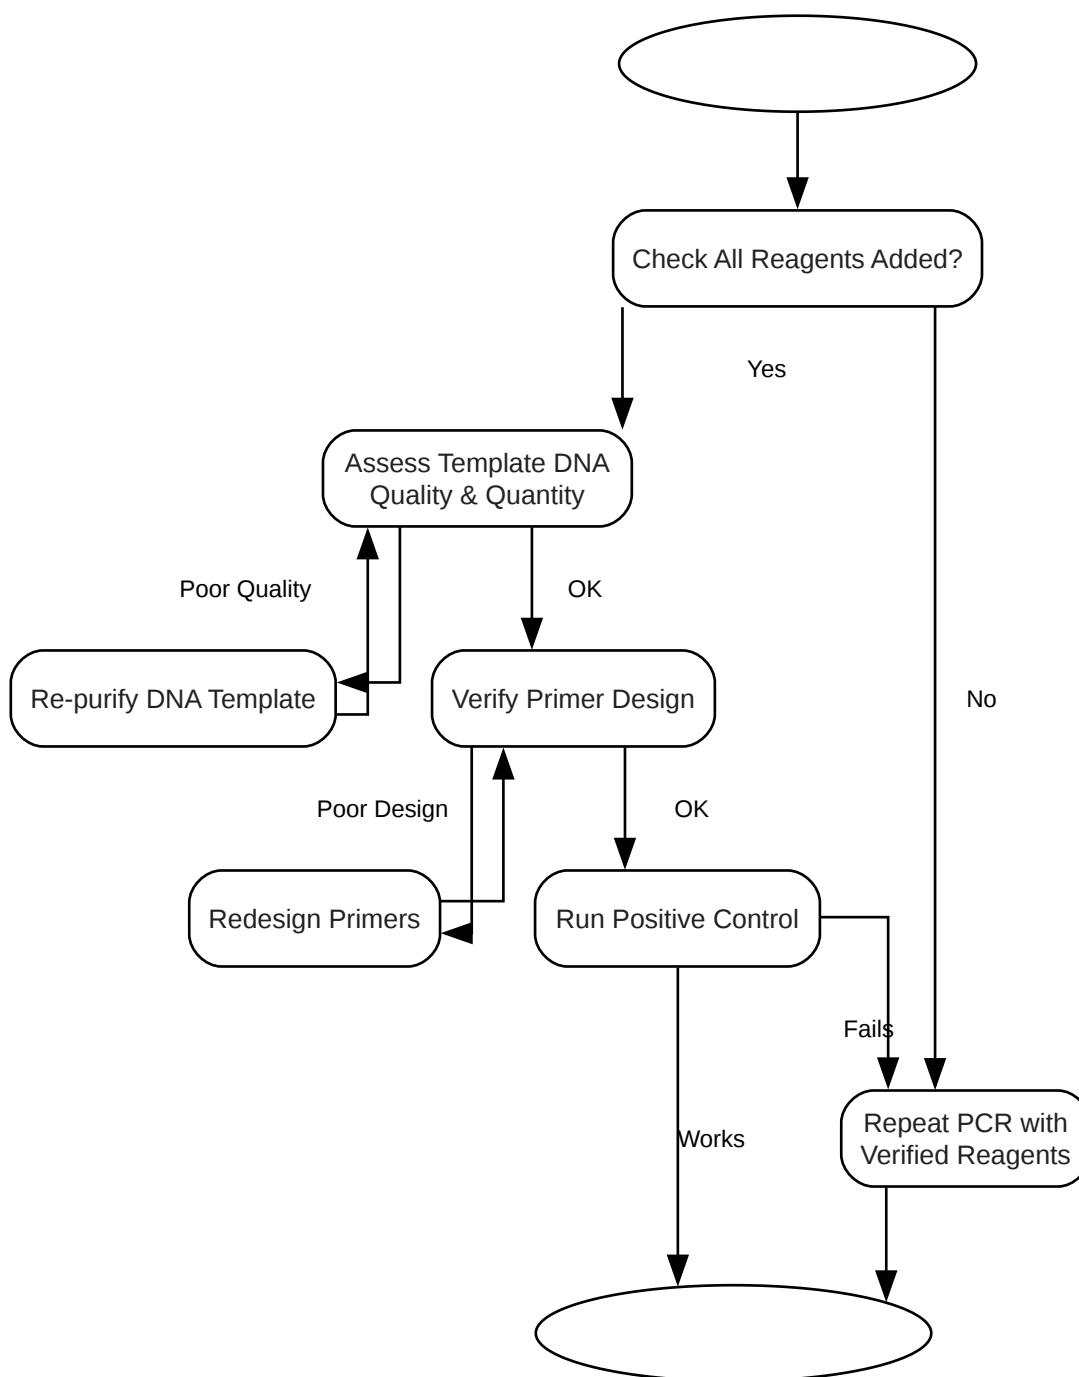 Check All Reagents Added?
Yes
Assess Template DNA
Quality & Quantity
Poor Quality
OK
Re-purify DNA Template
Verify Primer Design
No
Poor Design
OK
Redesign Primers
Run Positive Control
Fails
Repeat PCR with
Verified Reagents
Works